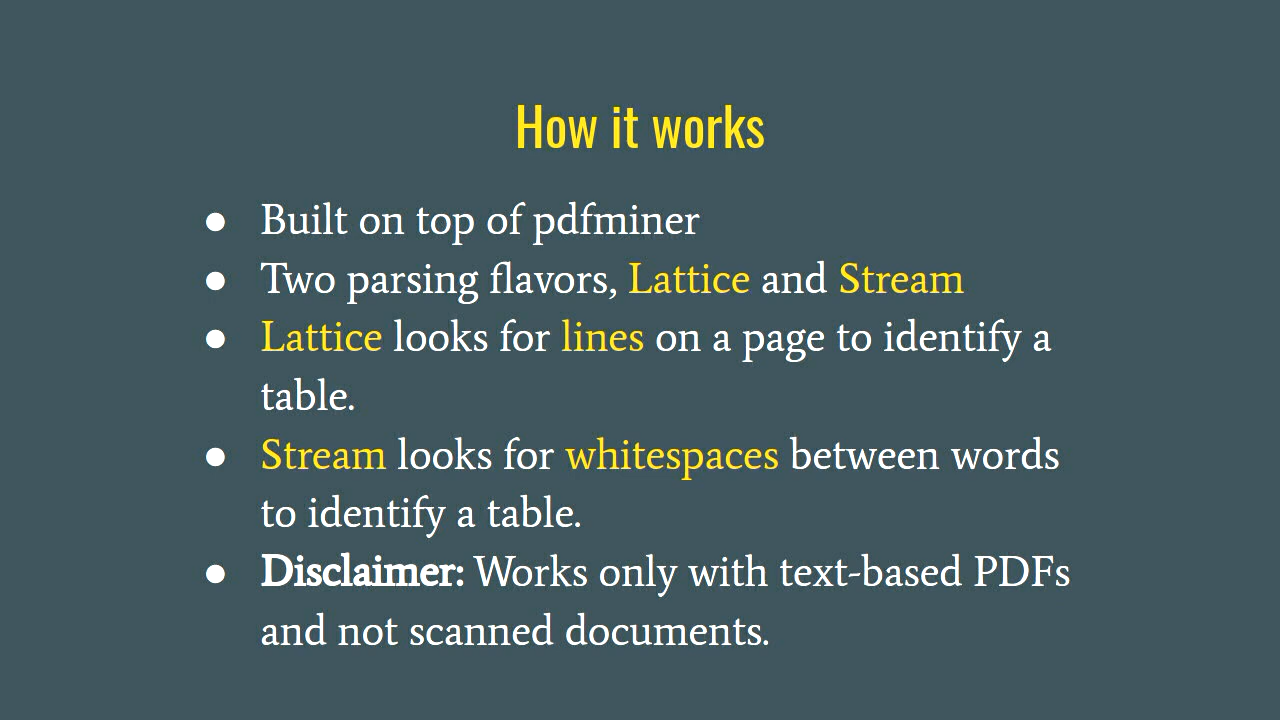 How it works
● Built on top of pdfminer
● Two parsing flavors, Lattice and Stream
● Lattice looks for lines on a page to identify a
table.
● Stream looks for whitespaces between words
to identify a table.
● Disclaimer: Works only with text-based PDFs
and not scanned documents.